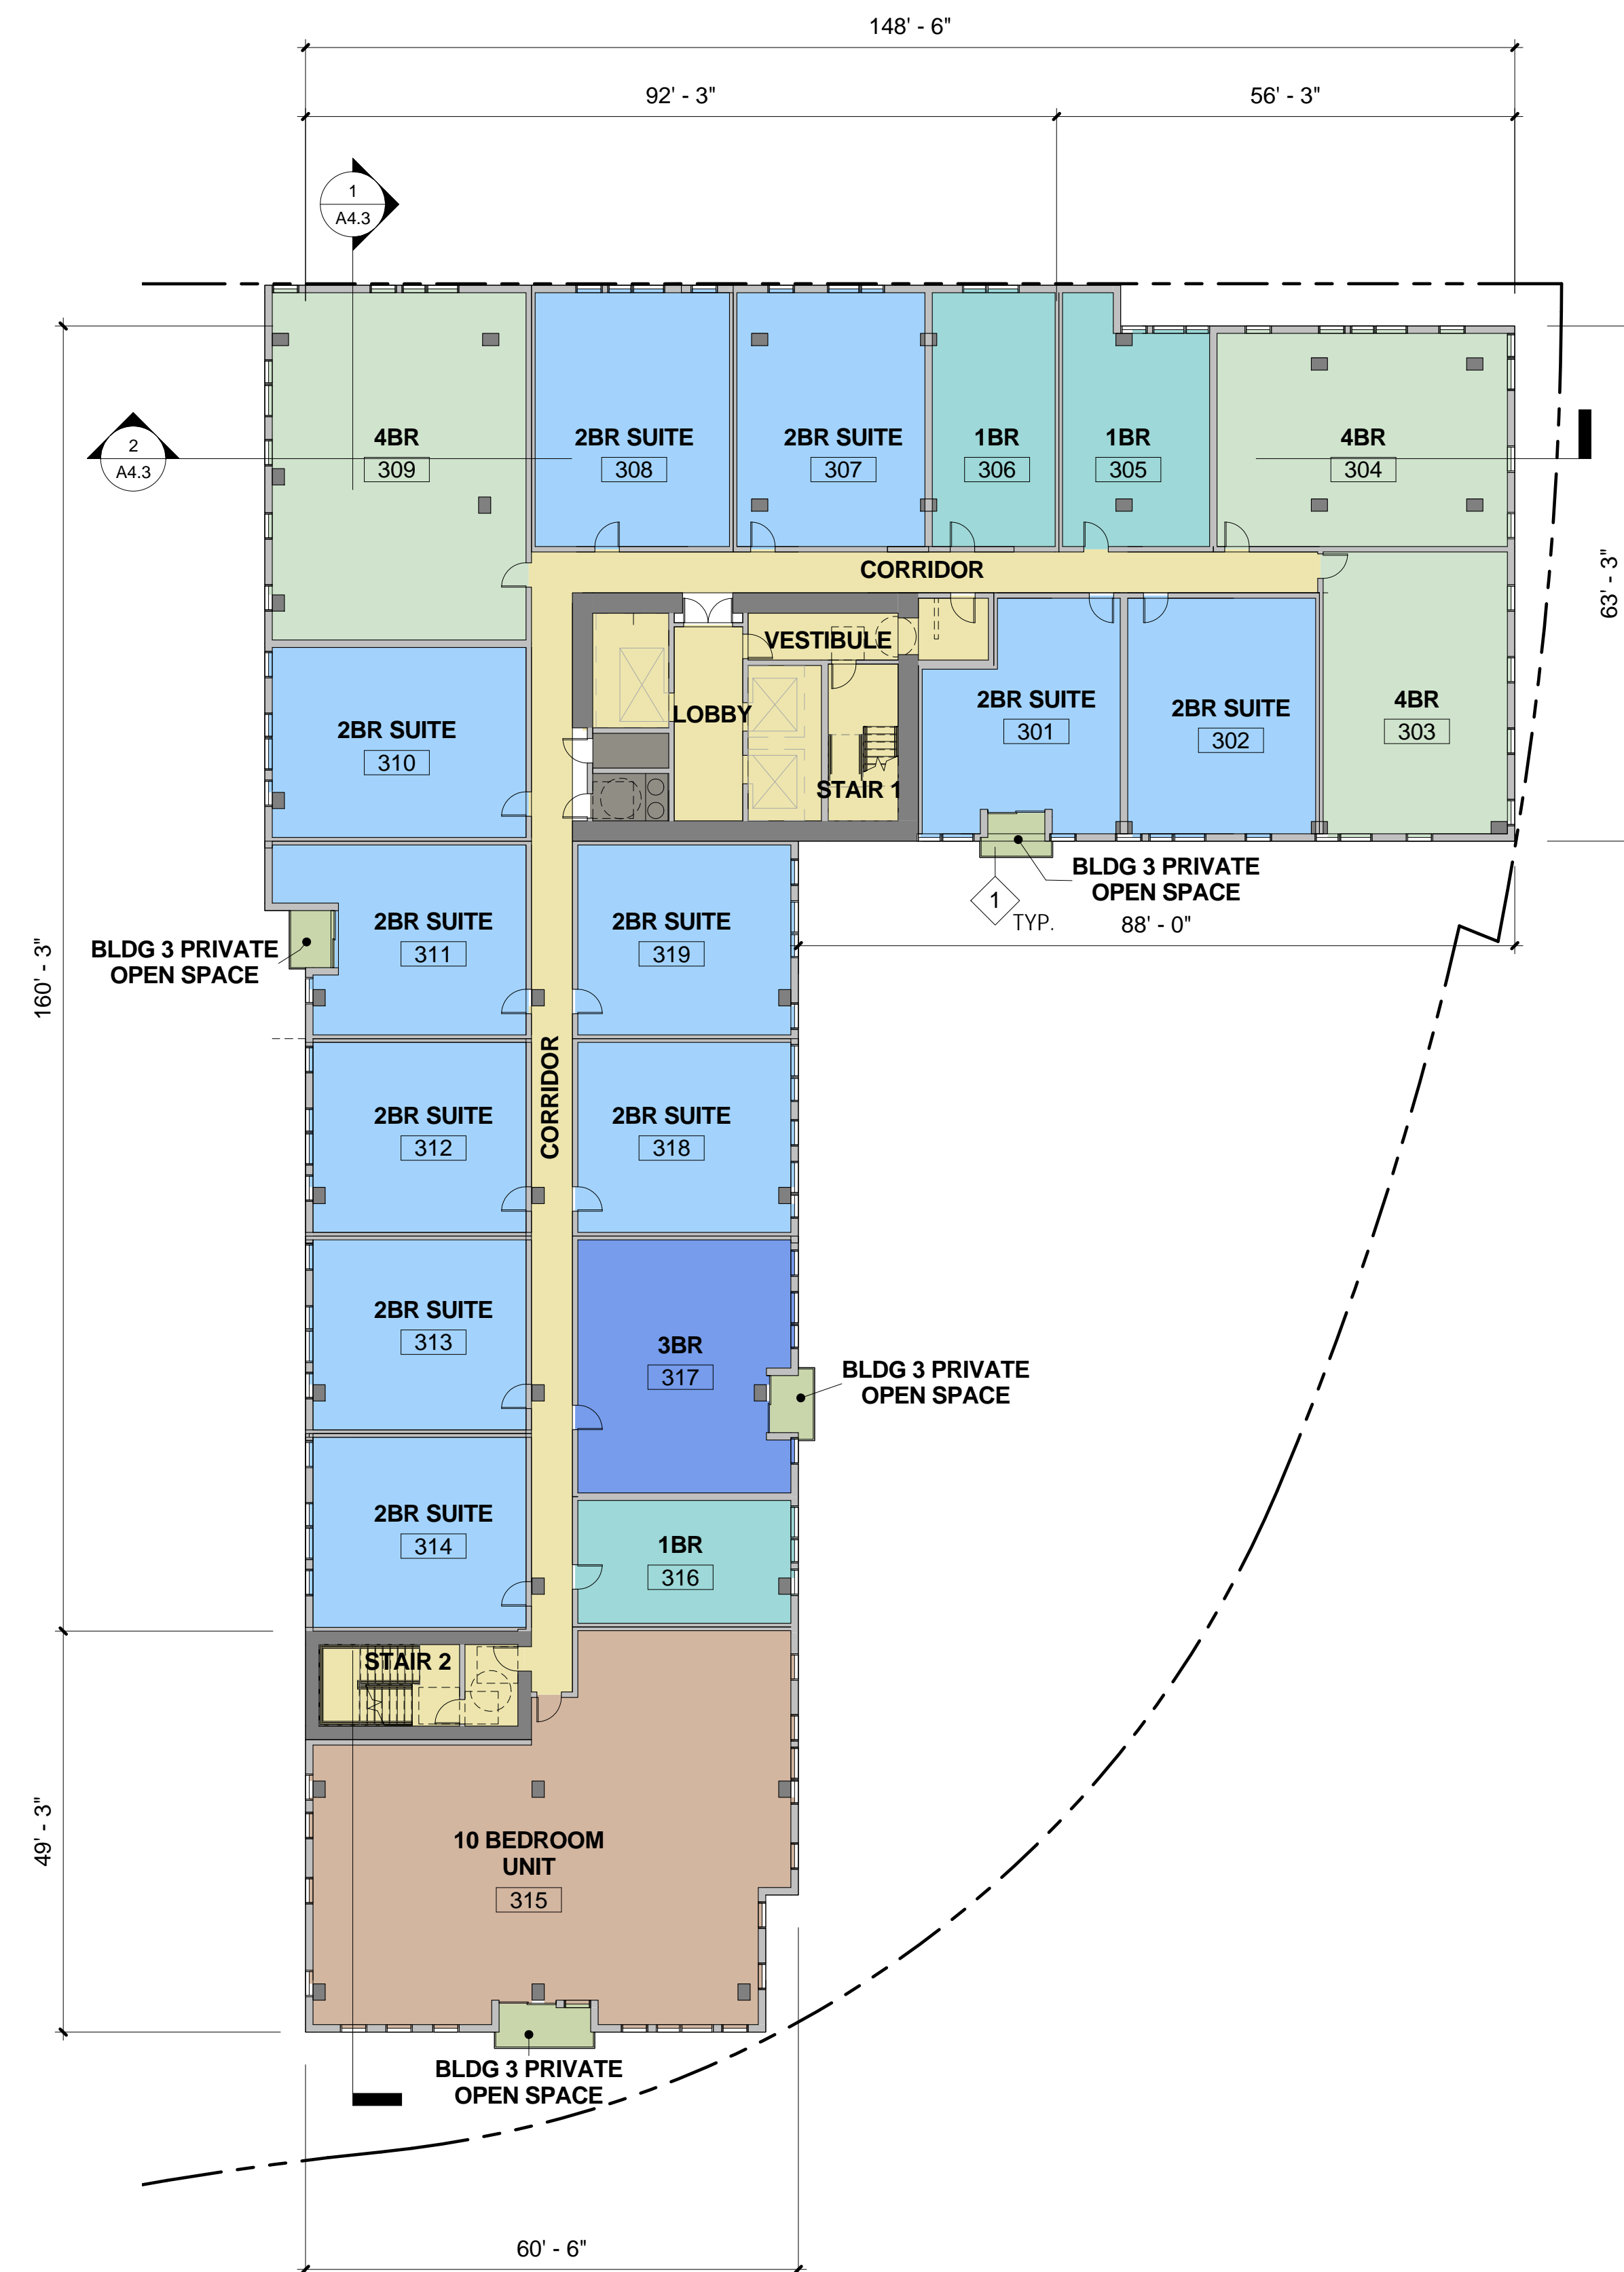 148' - 6"
92' - 3"
56' - 3"
1
A4.3
2
A4.3
4BR
309
2BR SUITE
308
2BR SUITE
307
1BR
306
1BR
305
4BR
304
63' - 3"
CORRIDOR
VESTIBULE
LOBBY
STAIR 1
2BR SUITE
310
2BR SUITE
301
2BR SUITE
302
4BR
303
BLDG 3 PRIVATE
OPEN SPACE
1
TYP.
88' - 0"
BLDG 3 PRIVATE
OPEN SPACE
2BR SUITE
311
2BR SUITE
319
160' - 3"
CORRIDOR
2BR SUITE
312
2BR SUITE
318
2BR SUITE
313
3BR
317
BLDG 3 PRIVATE
OPEN SPACE
2BR SUITE
314
1BR
316
STAIR 2
49' - 3"
10 BEDROOM
UNIT
315
BLDG 3 PRIVATE
OPEN SPACE
60' - 6"